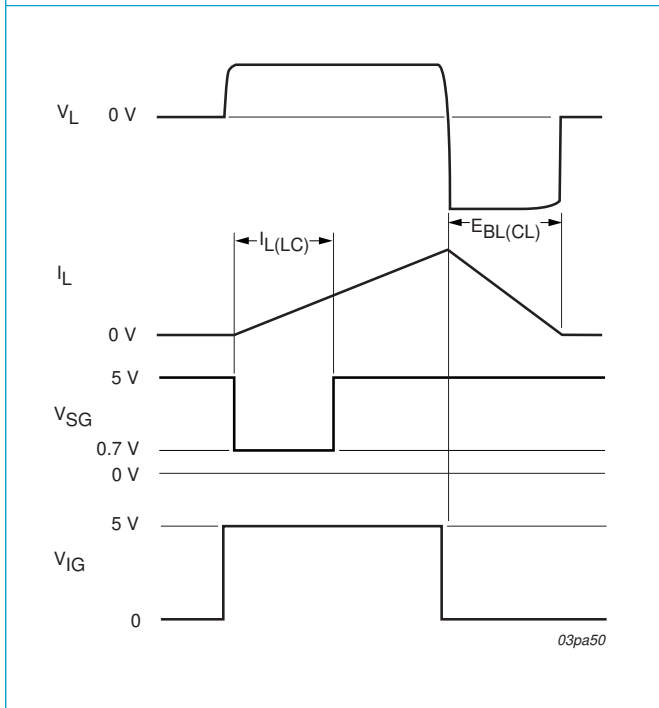 V_L 0 V
E_BL(CL)
I_L(LC)
I_L
0 V
5 V
V_SG
0.7 V
0 V
5 V
V_IG
0
03pa50